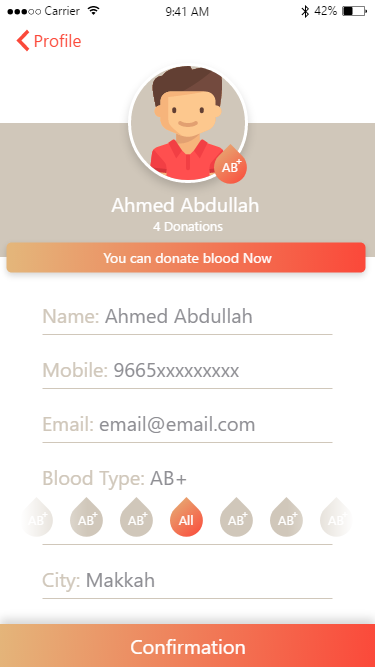 Carrier 9:41 AM 42%
Profile
AB+
Ahmed Abdullah
4 Donations
You can donate blood Now
Name: Ahmed Abdullah
Mobile: 9665xxxxxxxxx
Email: email@email.com
Blood Type: AB+
AB+ AB+ AB+ All AB+ AB+ AB+
City: Makkah
Confirmation